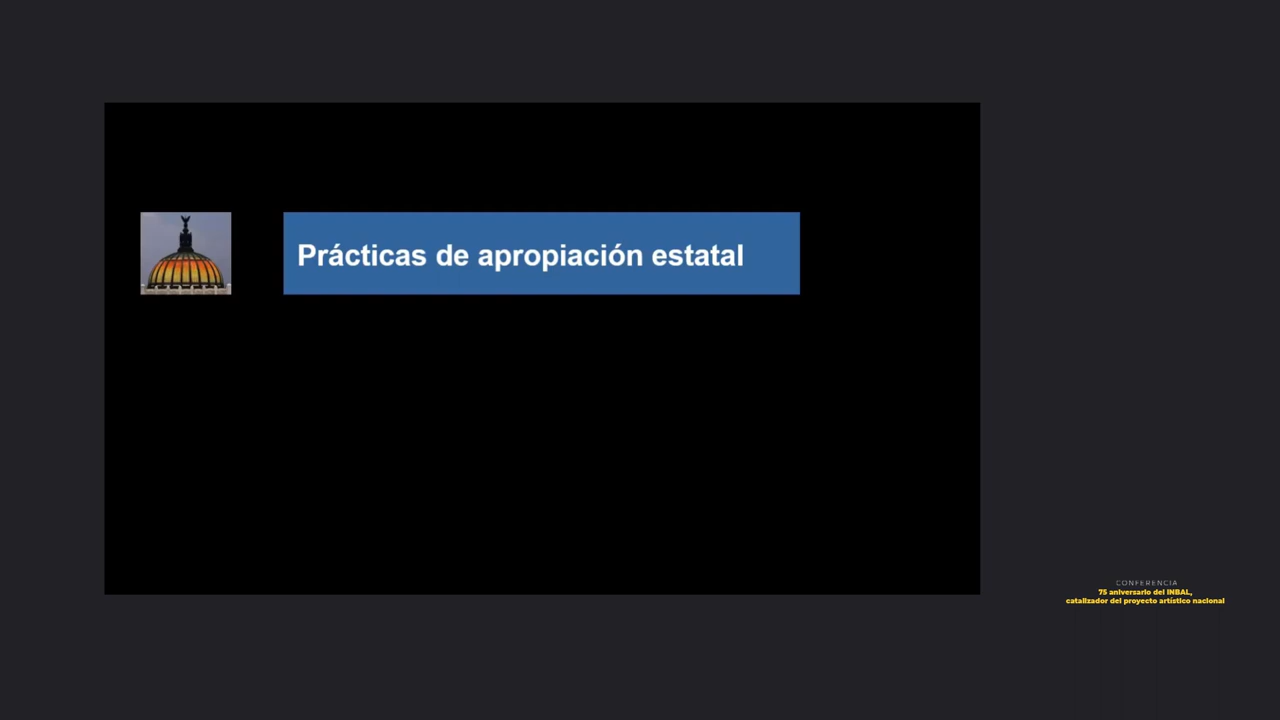 Prácticas de apropiación estatal
CONFERENCIA
75 aniversario del INBAL,
catalizador del proyecto artístico nacional